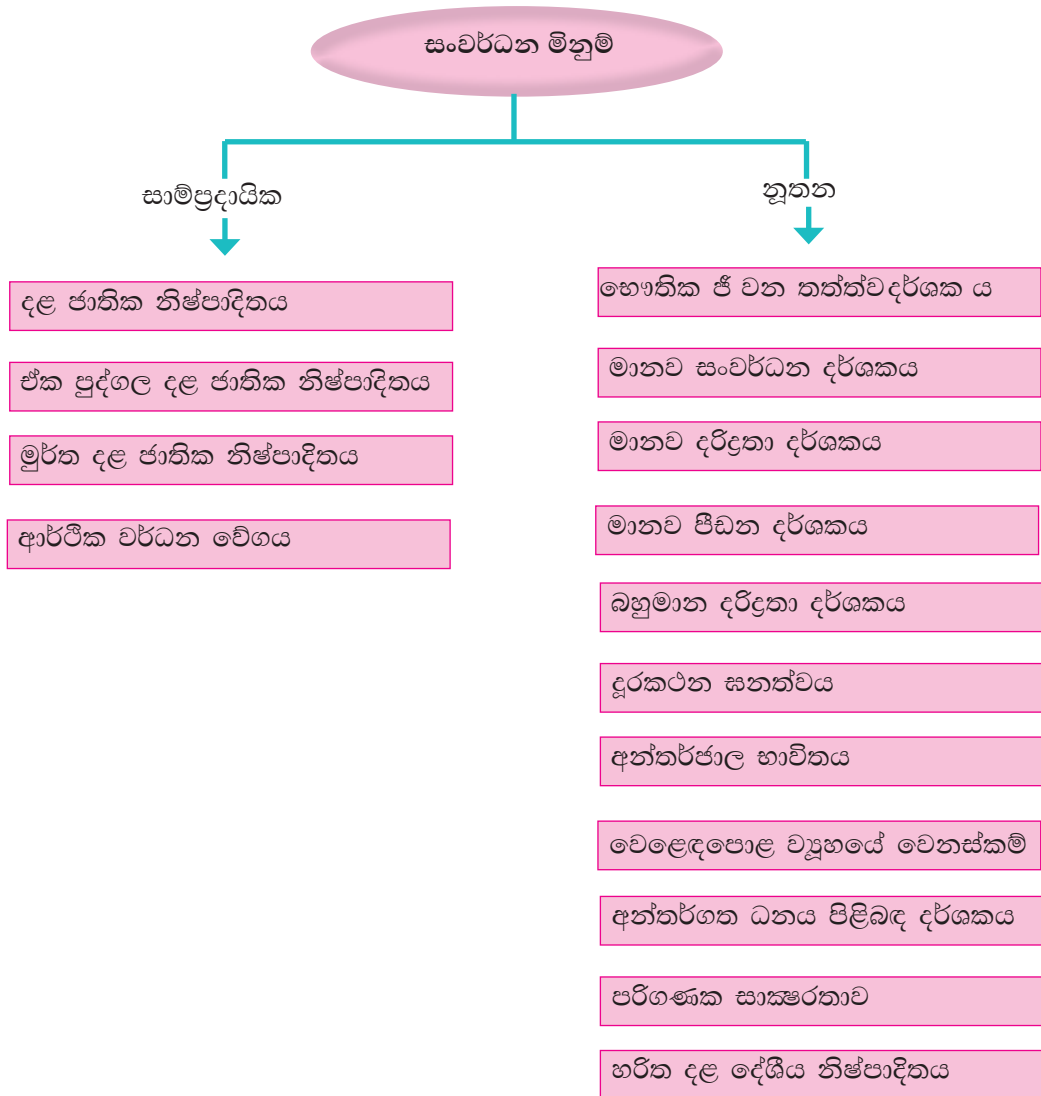 සංවර්ධන මිනුම්
සාම්ප්‍රදායික
දළ ජාතික නිෂ්පාදිතය
ඒක පුද්ගල දළ ජාතික නිෂ්පාදිතය
මුර්ත දළ ජාතික නිෂ්පාදිතය
ආර්ථික වර්ධන වේගය
නූතන
භෞතික ජී වන තත්ත්වදර්ශක ය
මානව සංවර්ධන දර්ශකය
මානව දරිද්‍රතා දර්ශකය
මානව පීඩන දර්ශකය
බහුමාන දරිද්‍රතා දර්ශකය
දූරකථන ඝනත්වය
අන්තර්ජාල භාවිතය
වෙළෙඳපොළ ව්‍යූහයේ වෙනස්කම්
අන්තර්ගත ධනය පිළිබඳ දර්ශකය
පරිගණක සාක්‍ෂරතාව
හරිත දළ දේශීය නිෂ්පාදිතය